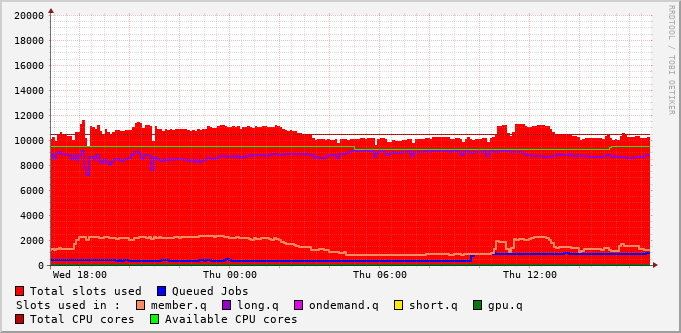 20000
18000
16000
14000
12000
10000
8000
6000
4000
2000
0
Wed 18:00 Thu 00:00 Thu 06:00 Thu 12:00
RRDTOOL / TOBI OETIKER
Total slots used Queued Jobs
Slots used in : member.q long.q ondemand.q short.q gpu.q
Total CPU cores Available CPU cores